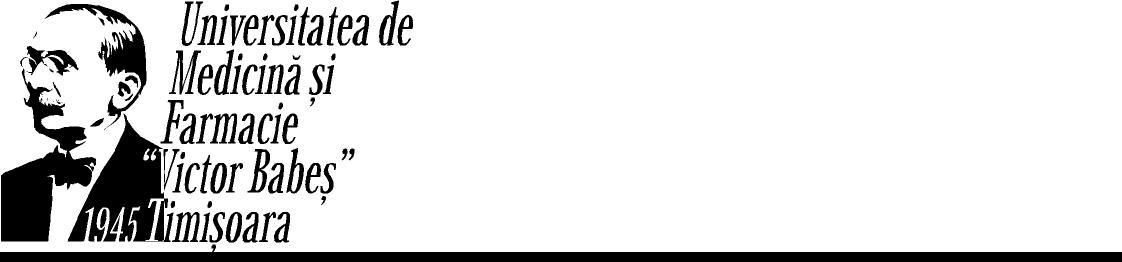 Universitatea de
Medicină și
Farmacie
“Victor Babeș”
1945 Timișoara